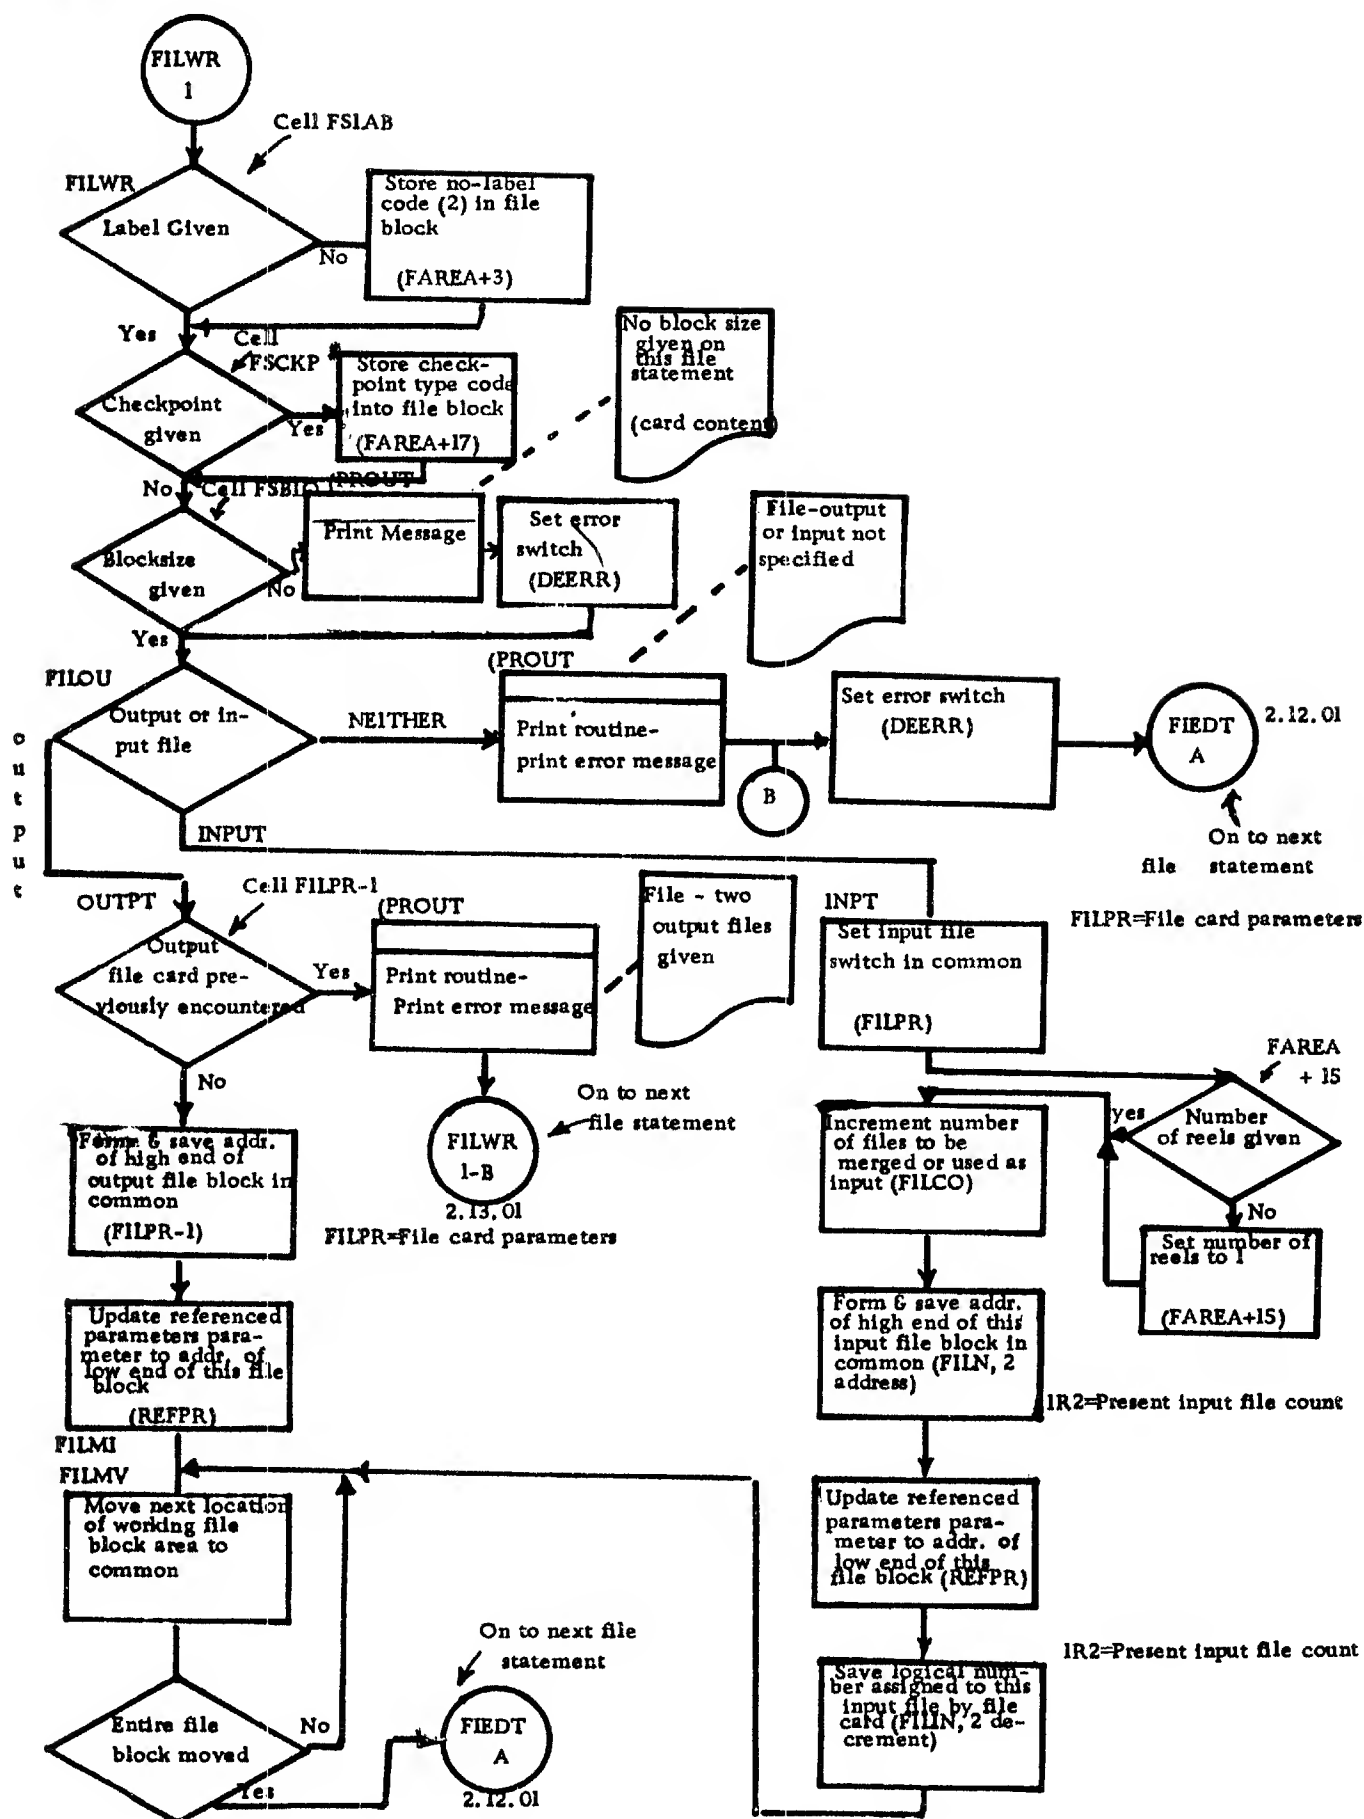 FILWR
1
Cell FSLAB
FILWR
Label Given
No
Store no-label
code (2) in file
block
(FAREA+3)
Yes
Cell
FSCKP
Checkpoint
given
Yes
Store check-
point type code
into file block
(FAREA+17)
No block size
given on
this file
statement
(card content)
No
(PROUT
Blocksize
given
No
Print Message
Set error
switch
(DEERR)
File-output
or input not
specified
Yes
FILOU
Output or in-
put file
NEITHER
(PROUT
Print routine-
print error message
B
Set error switch
(DEERR)
FIEDT
A
2.12.01
On to next
file statement
o
u
t
p
u
t
INPUT
OUTPT
Cell FILPR-1
Output
file card pre-
viously encountered
Yes
(PROUT
Print routine-
Print error message
File - two
output files
given
INPT
Set input file
switch in common
(FILPR)
FILPR=File card parameters
FAREA
+ 15
Number
of reels given
yes
No
Set number of
reels to 1
(FAREA+15)
No
On to next
file statement
FILWR
1-B
2.13.01
FILPR=File card parameters
Form & save addr.
of high end of
output file block in
common
(FILPR-1)
Increment number
of files to be
merged or used as
input (FILCO)
Update referenced
parameters para-
meter to addr. of
low end of this file
block
(REFPR)
Form & save addr.
of high end of this
input file block in
common (FILN, 2
address)
IR2=Present input file count
FILMI
FILMV
Move next location
of working file
block area to
common
Update referenced
parameters para-
meter to addr. of
low end of this
file block (REFPR)
IR2=Present input file count
Save logical num-
ber assigned to this
input file by file
card (FILIN, 2 de-
crement)
Entire file
block moved
No
Yes
On to next file
statement
FIEDT
A
2.12.01